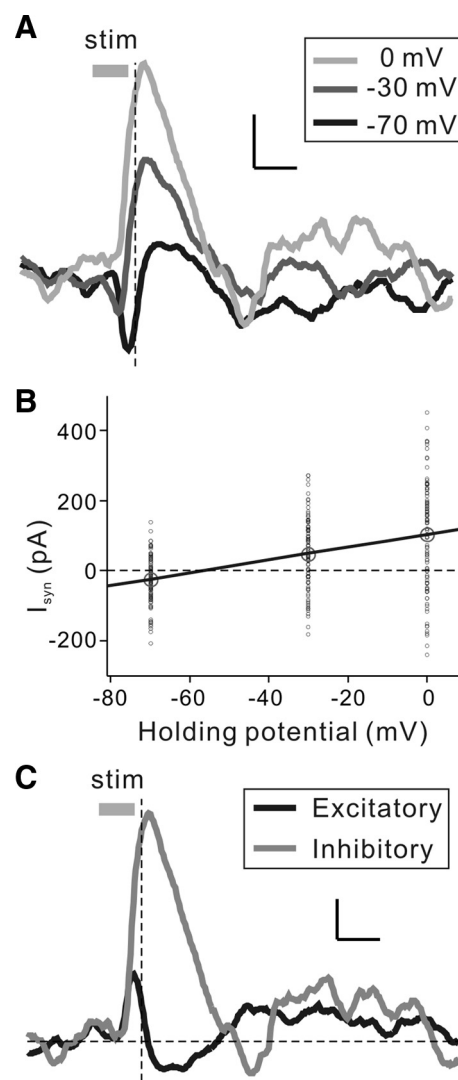 A
stim
0 mV
-30 mV
-70 mV
B
400
200
0
-200
I syn (pA)
-80 -60 -40 -20 0
Holding potential (mV)
C
stim
Excitatory
Inhibitory